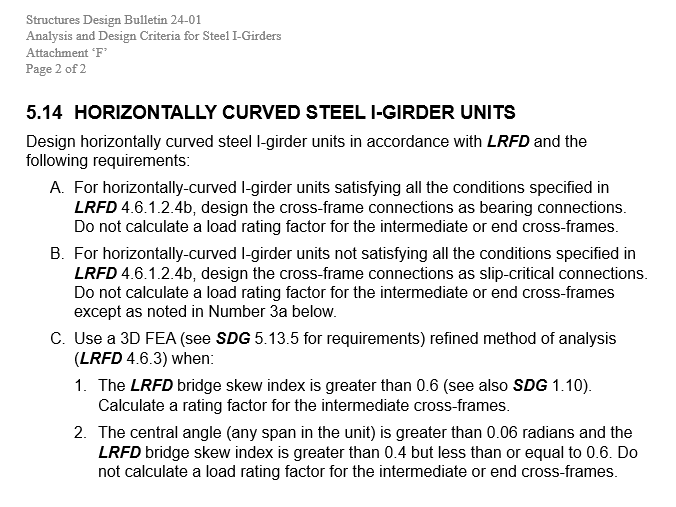 Structures Design Bulletin 24-01
Analysis and Design Criteria for Steel I-Girders
Attachment ‘F’
Page 2 of 2
5.14 HORIZONTALLY CURVED STEEL I-GIRDER UNITS
Design horizontally curved steel I-girder units in accordance with LRFD and the
following requirements:
A. For horizontally-curved I-girder units satisfying all the conditions specified in
LRFD 4.6.1.2.4b, design the cross-frame connections as bearing connections.
Do not calculate a load rating factor for the intermediate or end cross-frames.
B. For horizontally-curved I-girder units not satisfying all the conditions specified in
LRFD 4.6.1.2.4b, design the cross-frame connections as slip-critical connections.
Do not calculate a load rating factor for the intermediate or end cross-frames
except as noted in Number 3a below.
C. Use a 3D FEA (see SDG 5.13.5 for requirements) refined method of analysis
(LRFD 4.6.3) when:
1. The LRFD bridge skew index is greater than 0.6 (see also SDG 1.10).
Calculate a rating factor for the intermediate cross-frames.
2. The central angle (any span in the unit) is greater than 0.06 radians and the
LRFD bridge skew index is greater than 0.4 but less than or equal to 0.6. Do
not calculate a load rating factor for the intermediate or end cross-frames.